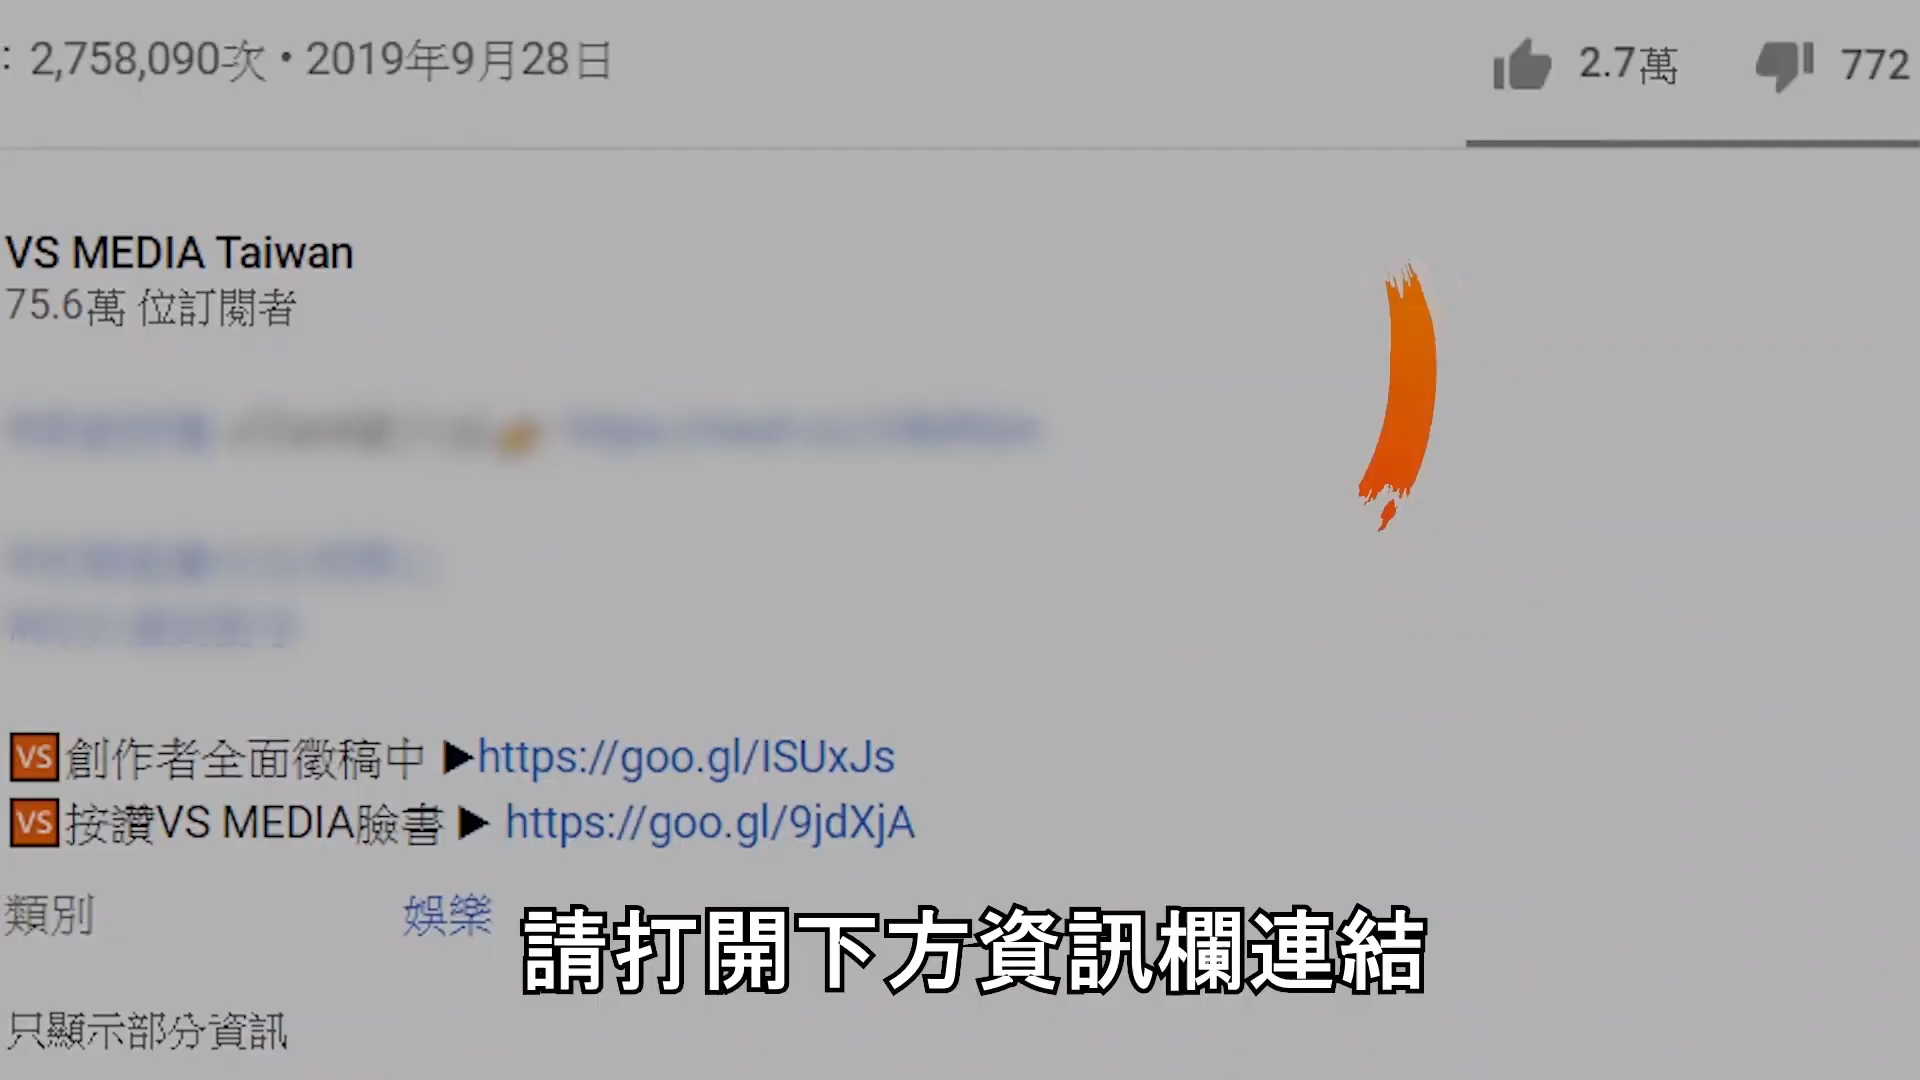 : 2,758,090次 • 2019年9月28日
2.7萬
772
VS MEDIA Taiwan
75.6萬 位訂閱者
VS創作者全面徵稿中 ▶https://goo.gl/ISUxJs
VS按讚VS MEDIA臉書 ▶ https://goo.gl/9jdXjA
類別 娛樂
請打開下方資訊欄連結
只顯示部分資訊